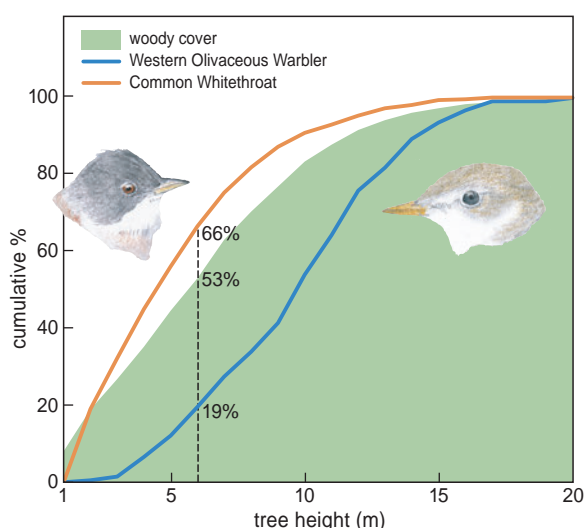 woody cover
Western Olivaceous Warbler
Common Whitethroat
100
80
60
40
20
0
cumulative %
66%
53%
19%
1
5
10
15
20
tree height (m)